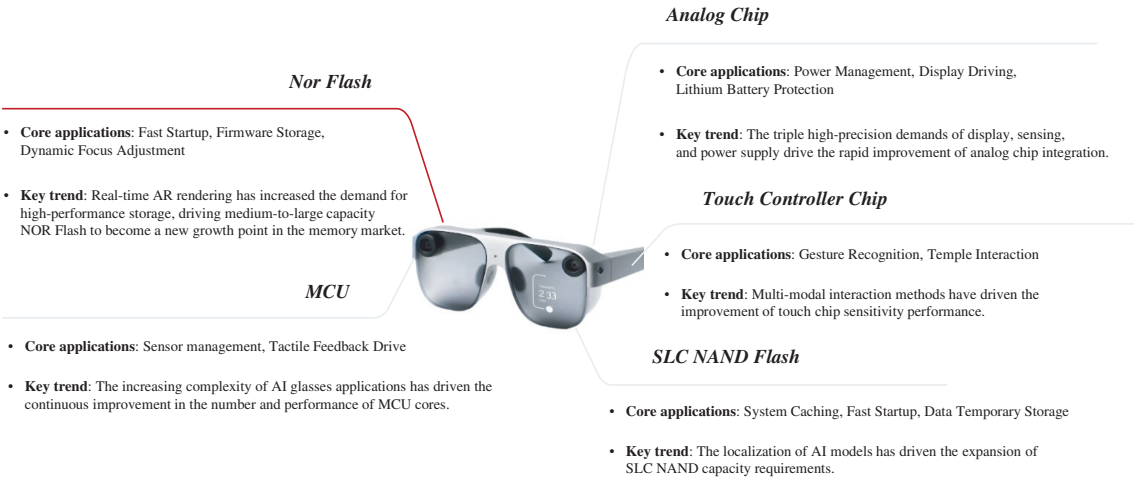 Nor Flash
• Core applications: Fast Startup, Firmware Storage,
Dynamic Focus Adjustment
• Key trend: Real-time AR rendering has increased the demand for
high-performance storage, driving medium-to-large capacity
NOR Flash to become a new growth point in the memory market.
MCU
• Core applications: Sensor management, Tactile Feedback Drive
• Key trend: The increasing complexity of AI glasses applications has driven the
continuous improvement in the number and performance of MCU cores.
Analog Chip
• Core applications: Power Management, Display Driving,
Lithium Battery Protection
• Key trend: The triple high-precision demands of display, sensing,
and power supply drive the rapid improvement of analog chip integration.
Touch Controller Chip
• Core applications: Gesture Recognition, Temple Interaction
• Key trend: Multi-modal interaction methods have driven the
improvement of touch chip sensitivity performance.
SLC NAND Flash
• Core applications: System Caching, Fast Startup, Data Temporary Storage
• Key trend: The localization of AI models has driven the expansion of
SLC NAND capacity requirements.